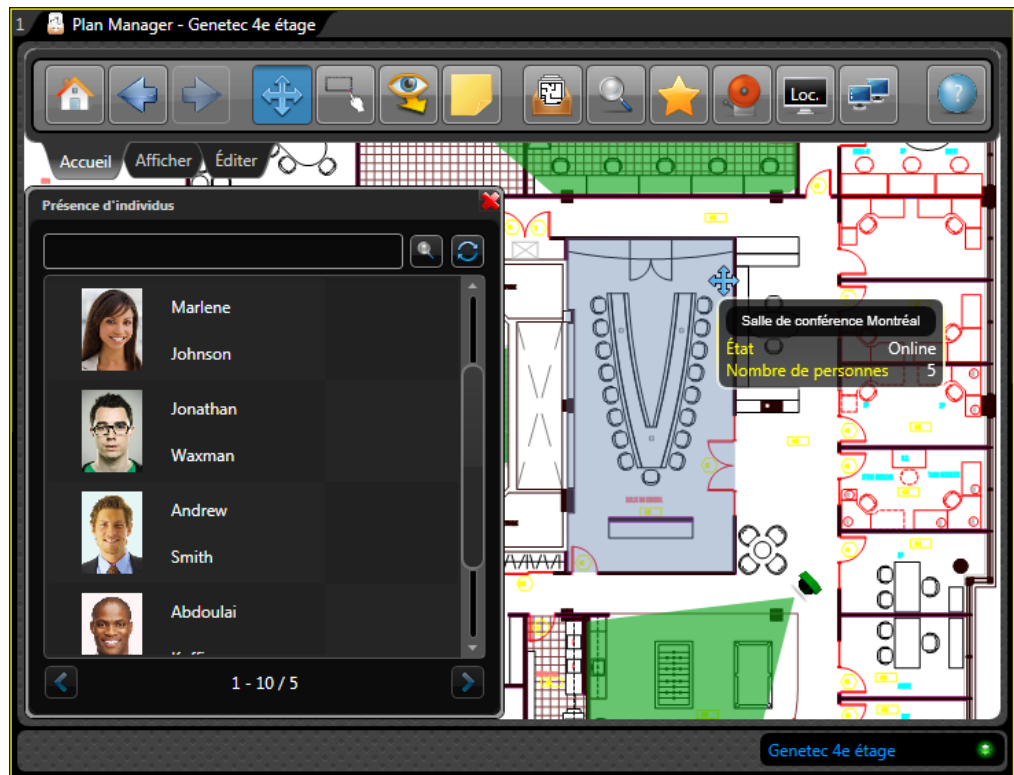 1 Plan Manager - Genetec 4e étage
Loc.
?
Accueil Afficher Éditer
Présence d'individus
Marlene
Johnson
Jonathan
Waxman
Andrew
Smith
Abdoulai
1 - 10 / 5
Salle de conférence Montréal
État Online
Nombre de personnes 5
Genetec 4e étage